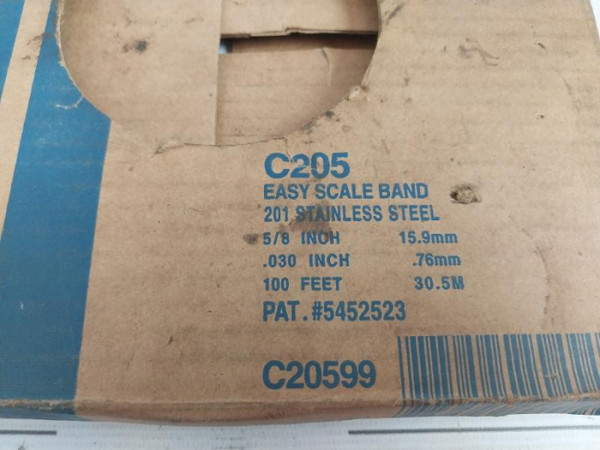 C205
EASY SCALE BAND
201 STAINLESS STEEL
5/8 INCH 15.9mm
.030 INCH .76mm
100 FEET 30.5M
PAT.#5452523
C20599